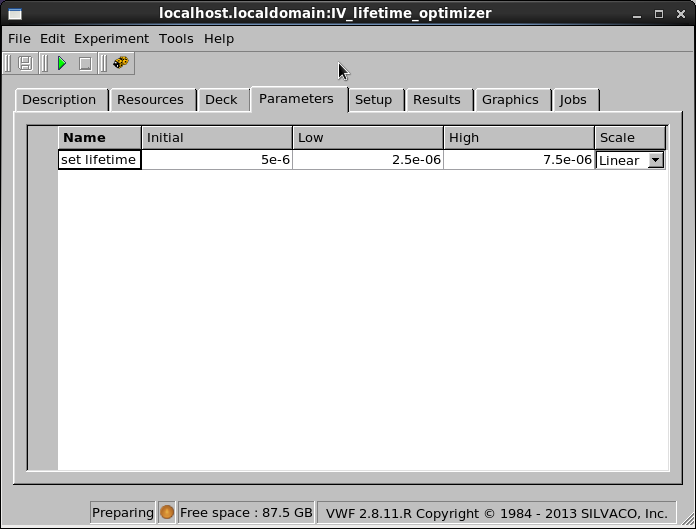 localhost.localdomain:IV_lifetime_optimizer
File Edit Experiment Tools Help
Description Resources Deck Parameters Setup Results Graphics Jobs
Name Initial Low High Scale
set lifetime 5e-6 2.5e-06 7.5e-06 Linear
Preparing Free space : 87.5 GB VWF 2.8.11.R Copyright © 1984 - 2013 SILVACO, Inc.